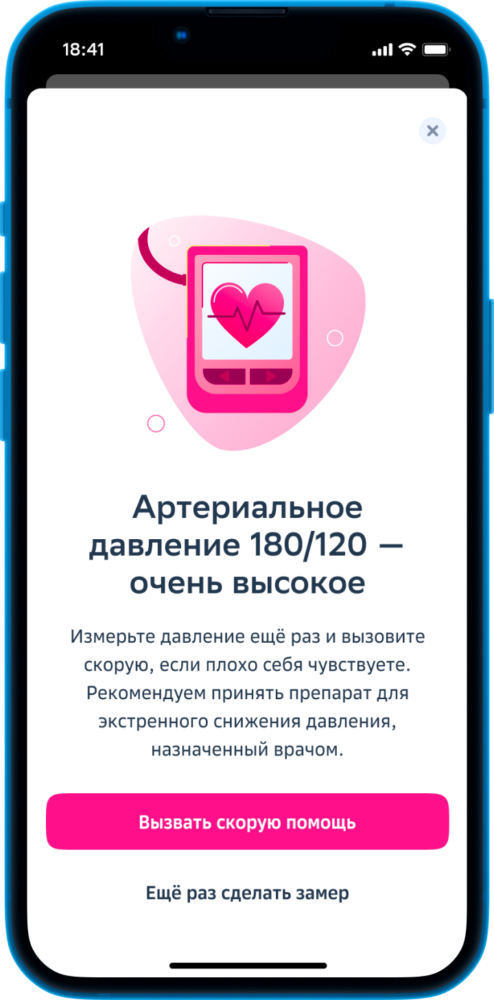 18:41
Артериальное
давление 180/120 —
очень высокое
Измерьте давление ещё раз и вызовите
скорую, если плохо себя чувствуете.
Рекомендуем принять препарат для
экстренного снижения давления,
назначенный врачом.
Вызвать скорую помощь
Ещё раз сделать замер